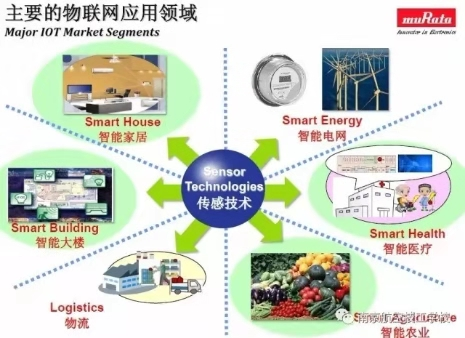 主要的物联网应用领域
Major IOT Market Segments
muRata
Innovator in Electronics
Smart House
智能家居
Smart Energy
智能电网
Sensor
Technologies
传感技术
Smart Building
智能大楼
Smart Health
智能医疗
Logistics
物流
智能农业